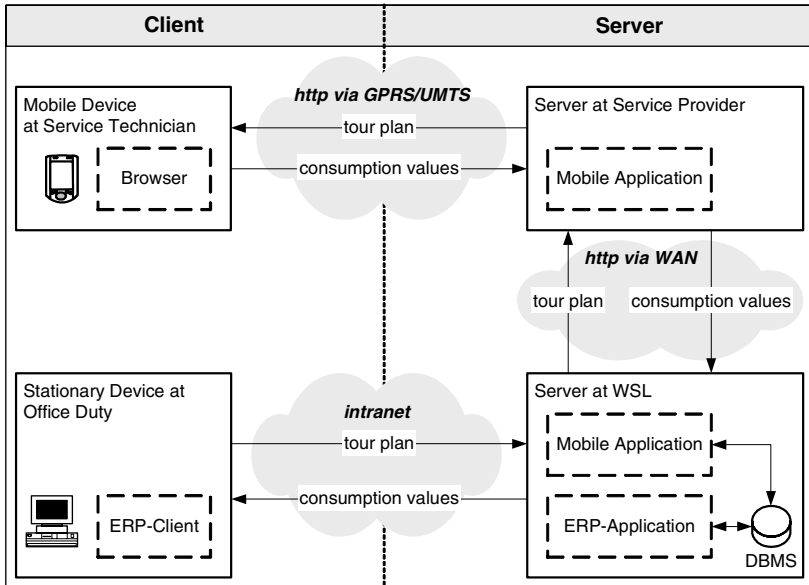 Client
Server
http via GPRS/UMTS
Mobile Device
at Service Technician
Browser
tour plan
consumption values
Server at Service Provider
Mobile Application
http via WAN
tour plan
consumption values
Stationary Device at
Office Duty
ERP-Client
intranet
tour plan
consumption values
Server at WSL
Mobile Application
ERP-Application
DBMS